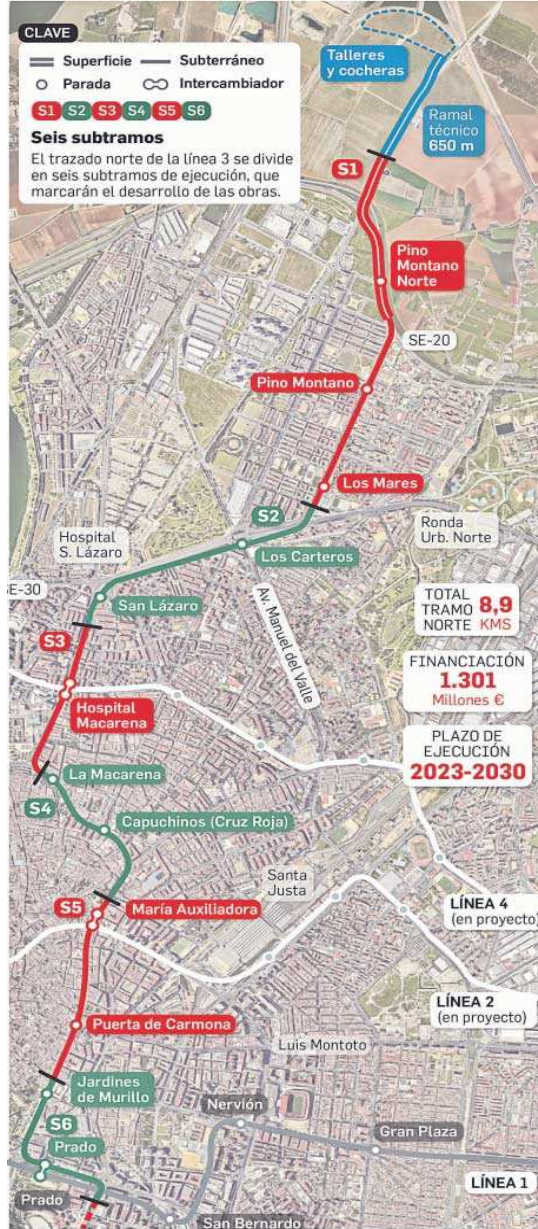 CLAVE
Superficie
Subterráneo
Parada
Intercambiador
S1 S2 S3 S4 S5 S6
Seis subtramos
El trazado norte de la línea 3 se divide
en seis subtramos de ejecución, que
marcarán el desarrollo de las obras.
Talleres
y cocheras
Ramal
técnico
650 m
S1
Pino
Montano
Norte
SE-20
Pino Montano
Los Mares
S2
Hospital
S. Lázaro
Los Carteros
Ronda
Urb. Norte
SE-30
San Lázaro
Av. Manuel del Valle
TOTAL
TRAMO
NORTE
8,9
KMS
S3
FINANCIACIÓN
1.301
Millones €
Hospital
Macarena
PLAZO DE
EJECUCIÓN
2023-2030
La Macarena
S4
Capuchinos (Cruz Roja)
Santa
Justa
S5
María Auxiliadora
LÍNEA 4
(en proyecto)
LÍNEA 2
(en proyecto)
Puerta de Carmona
Luis Montoto
Jardines
de Murillo
Nervión
S6
Gran Plaza
Prado
LÍNEA 1
Prado
San Bernardo